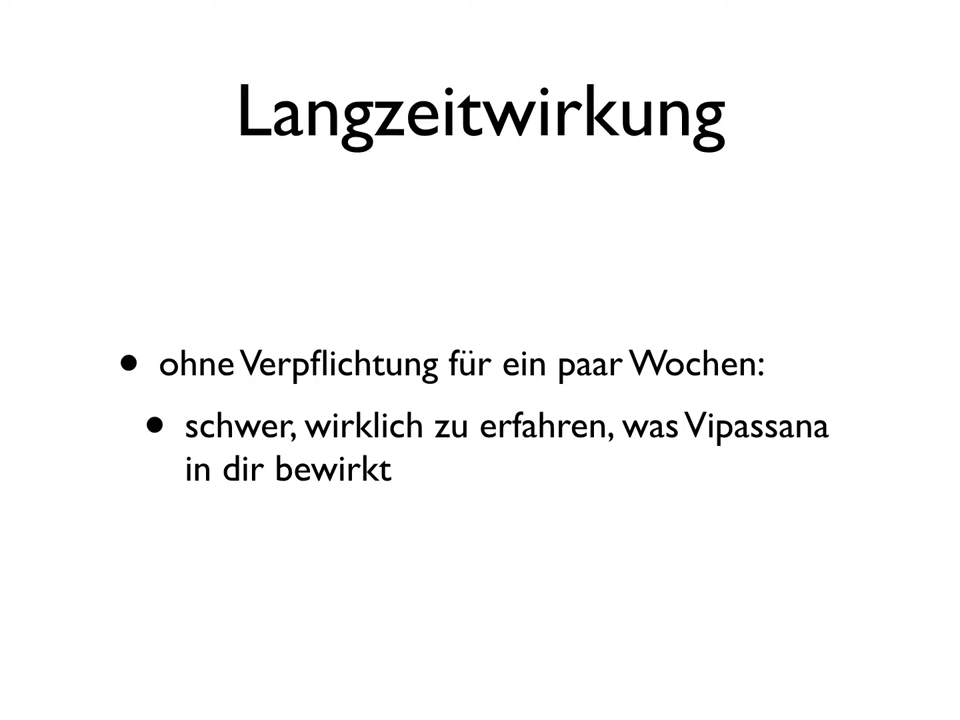 Langzeitwirkung
• ohne Verpflichtung für ein paar Wochen:
• schwer, wirklich zu erfahren, was Vipassana
in dir bewirkt